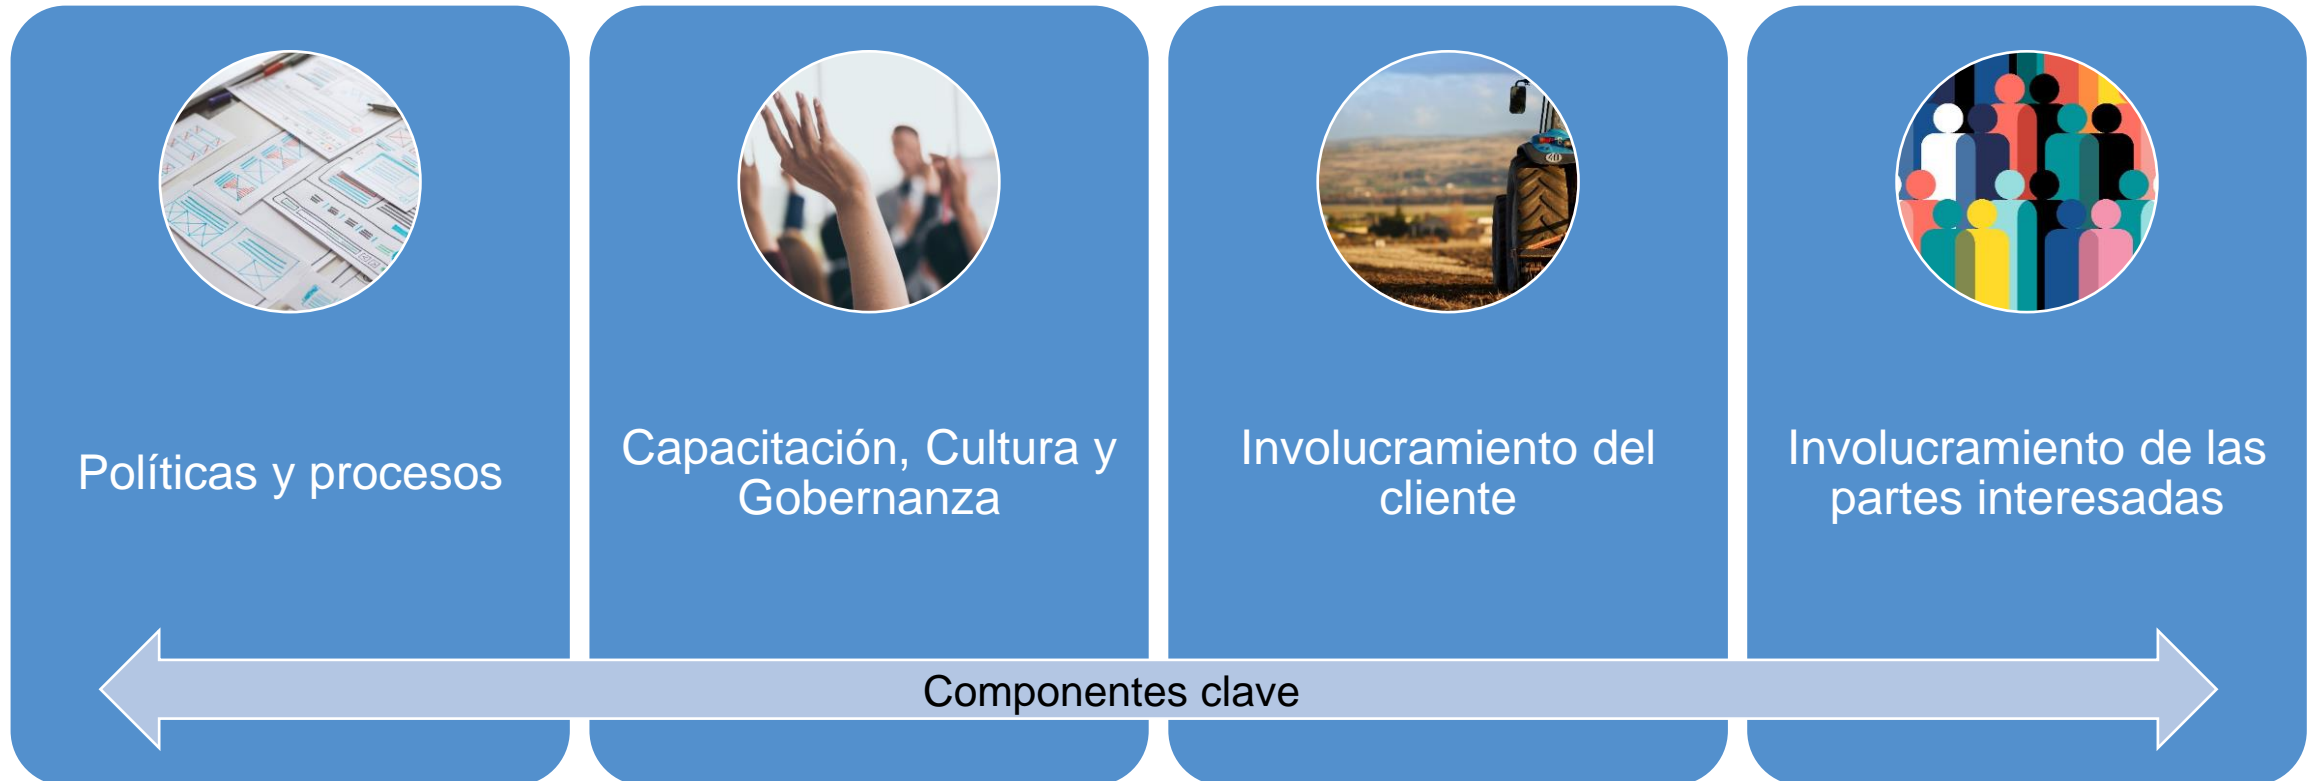 Políticas y procesos
Capacitación, Cultura y
Gobernanza
Involucramiento del
cliente
Involucramiento de las
partes interesadas
Componentes clave